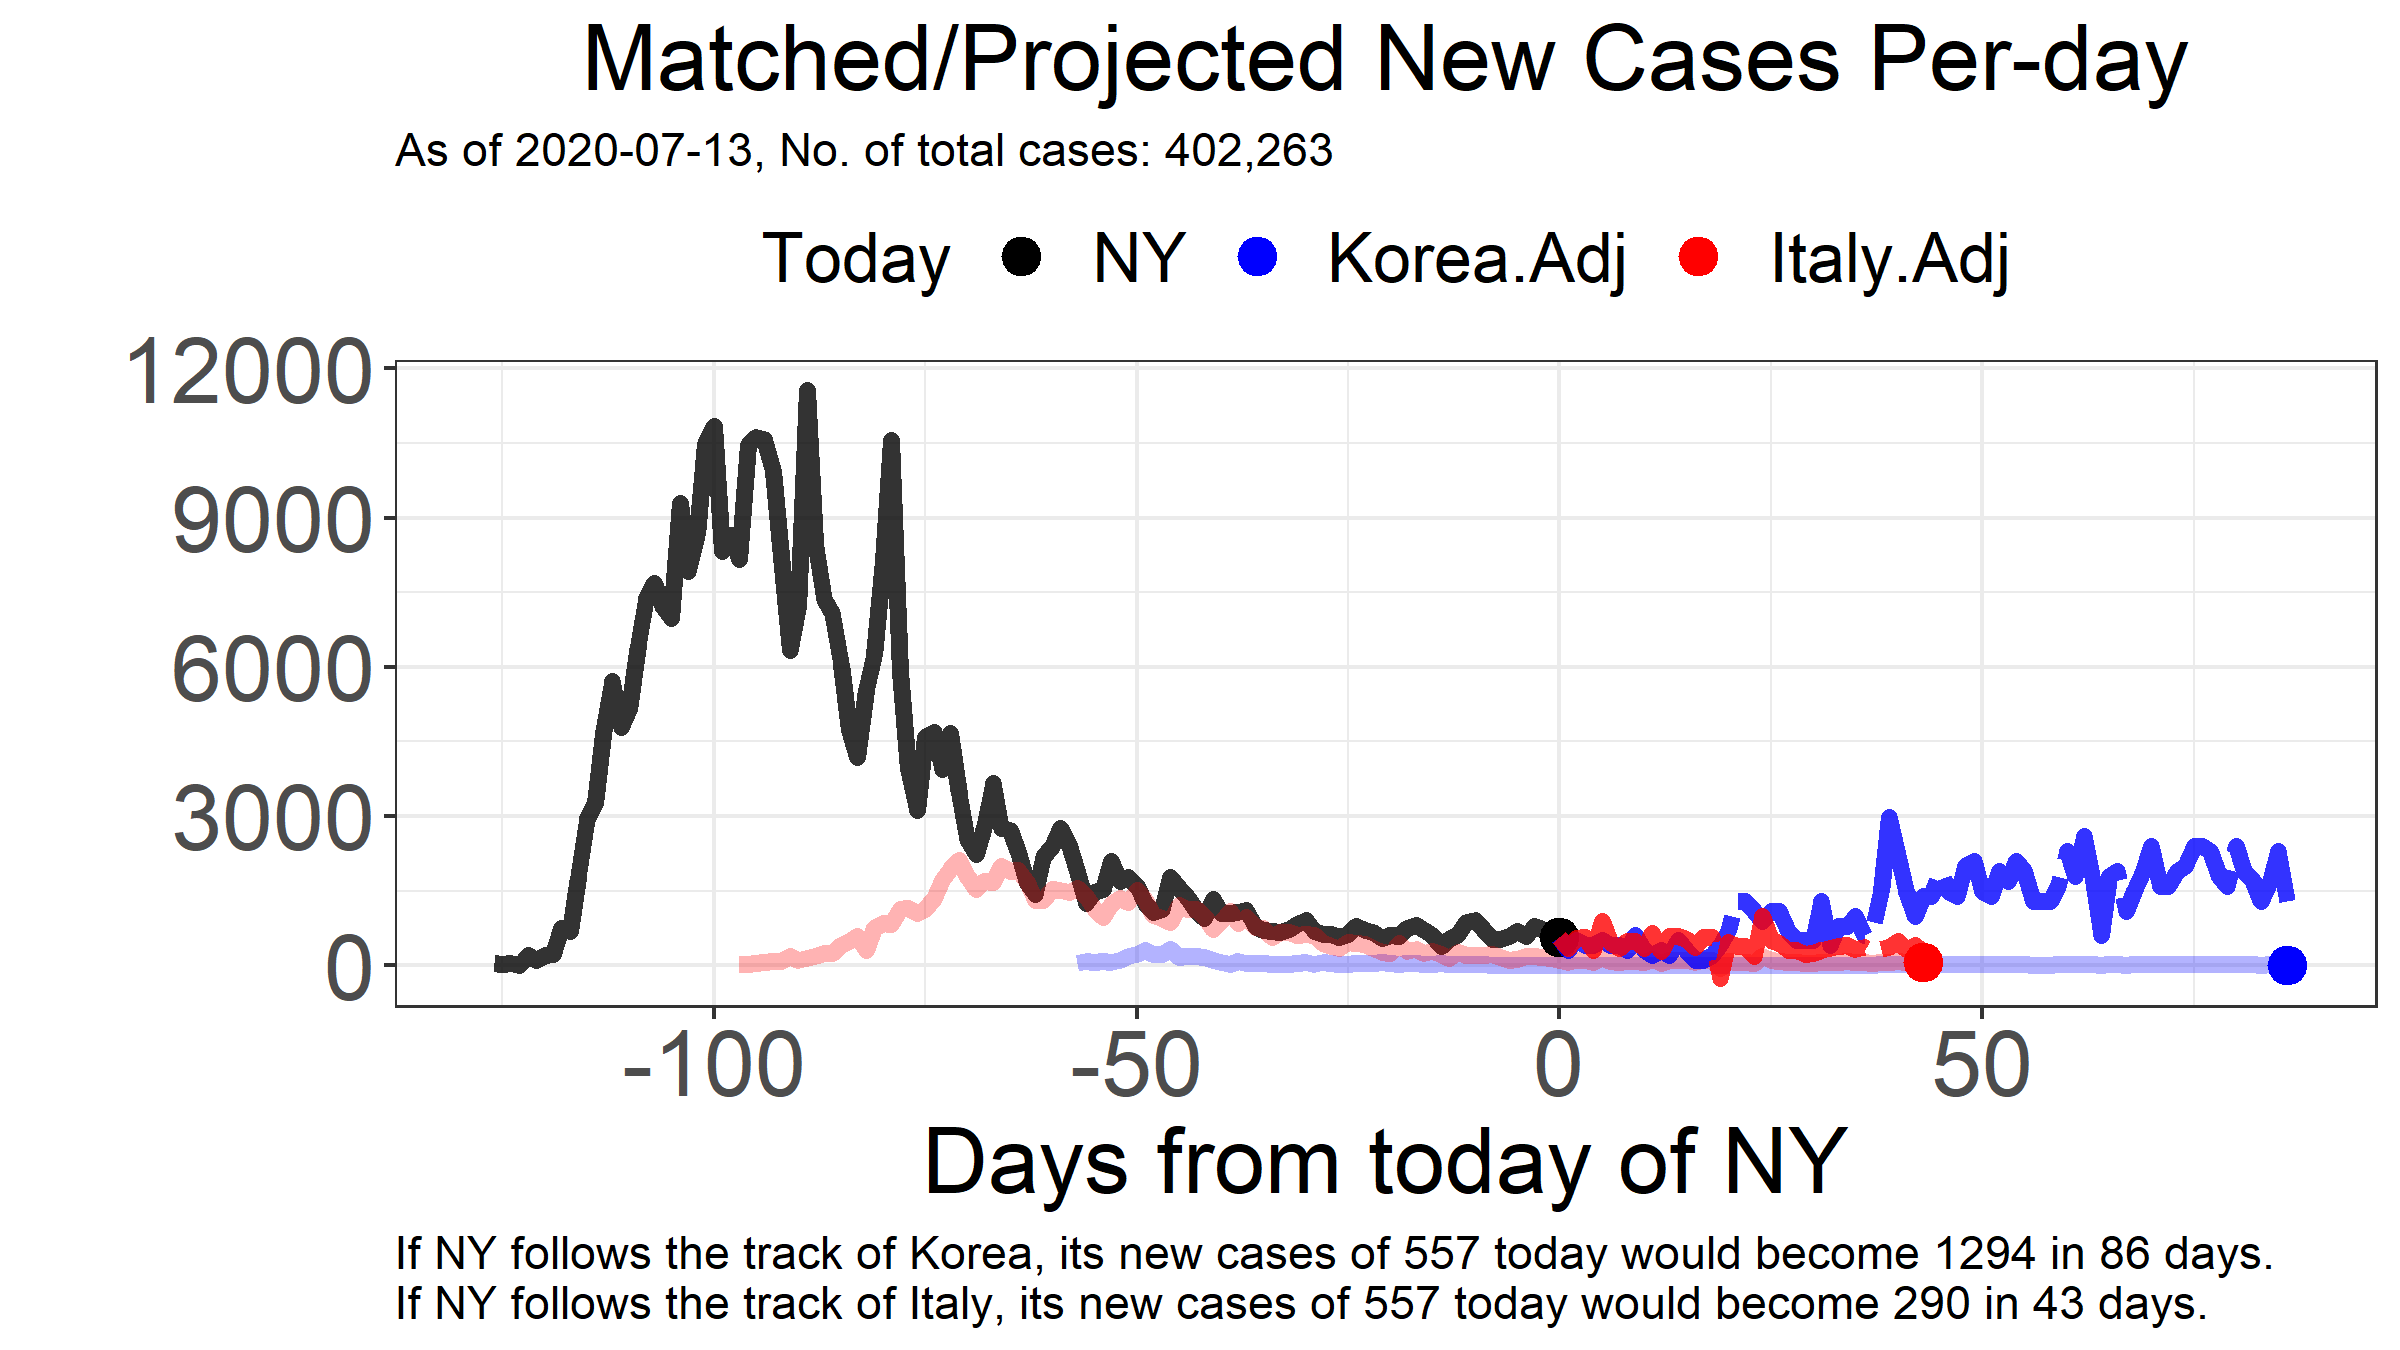 Matched/Projected New Cases Per-day
As of 2020-07-13, No. of total cases: 402,263
Today NY Korea.Adj Italy.Adj
12000
9000
6000
3000
0
-100 -50 0 50
Days from today of NY
If NY follows the track of Korea, its new cases of 557 today would become 1294 in 86 days.
If NY follows the track of Italy, its new cases of 557 today would become 290 in 43 days.